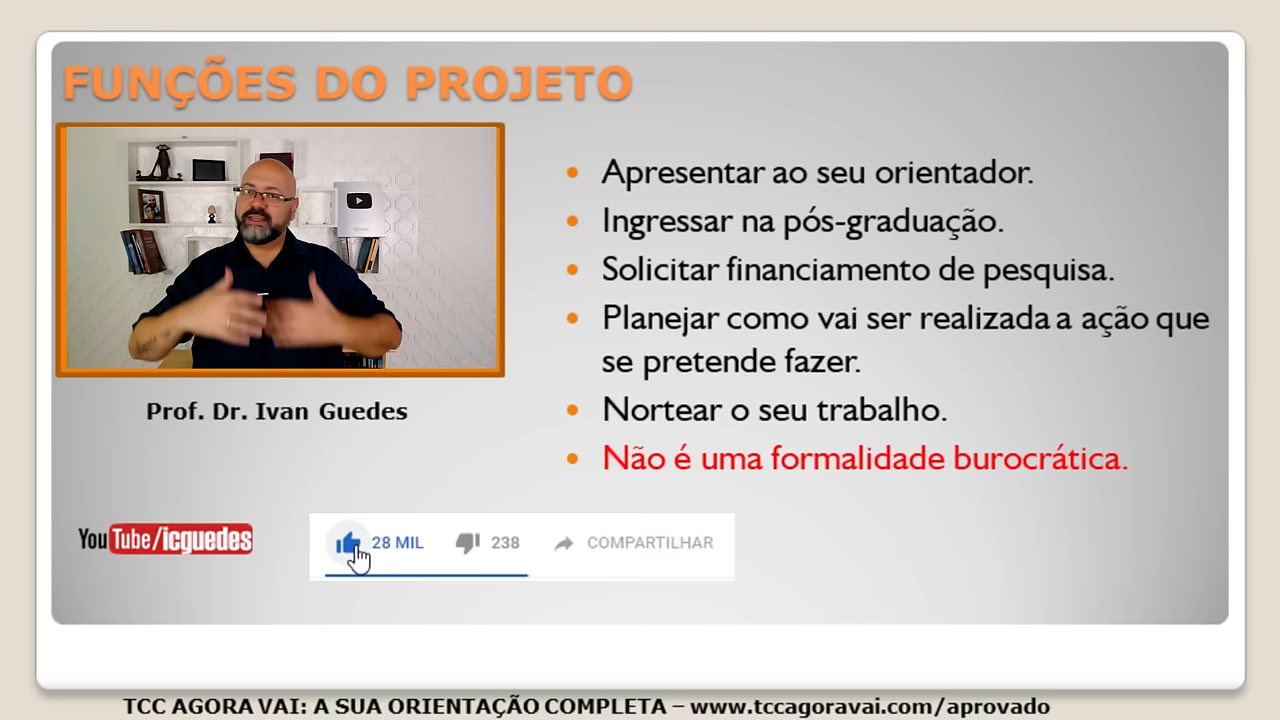 FUNÇÕES DO PROJETO
Apresentar ao seu orientador.
Ingressar na pós-graduação.
Solicitar financiamento de pesquisa.
Planejar como vai ser realizada a ação que
se pretende fazer.
Nortear o seu trabalho.
Não é uma formalidade burocrática.
Prof. Dr. Ivan Guedes
YouTube/icguedes
28 MIL 238 COMPARTILHAR
TCC AGORA VAI: A SUA ORIENTAÇÃO COMPLETA – www.tccagoravai.com/aprovado